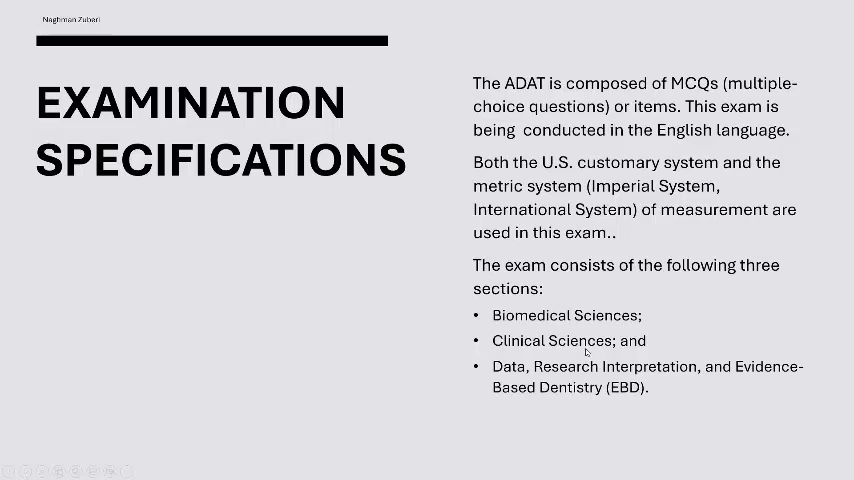 Naghman Zuberi
EXAMINATION
SPECIFICATIONS
The ADAT is composed of MCQs (multiple-
choice questions) or items. This exam is
being  conducted in the English language.
Both the U.S. customary system and the
metric system (Imperial System,
International System) of measurement are
used in this exam..
The exam consists of the following three
sections:
• Biomedical Sciences;
• Clinical Sciences; and
• Data, Research Interpretation, and Evidence-
Based Dentistry (EBD).